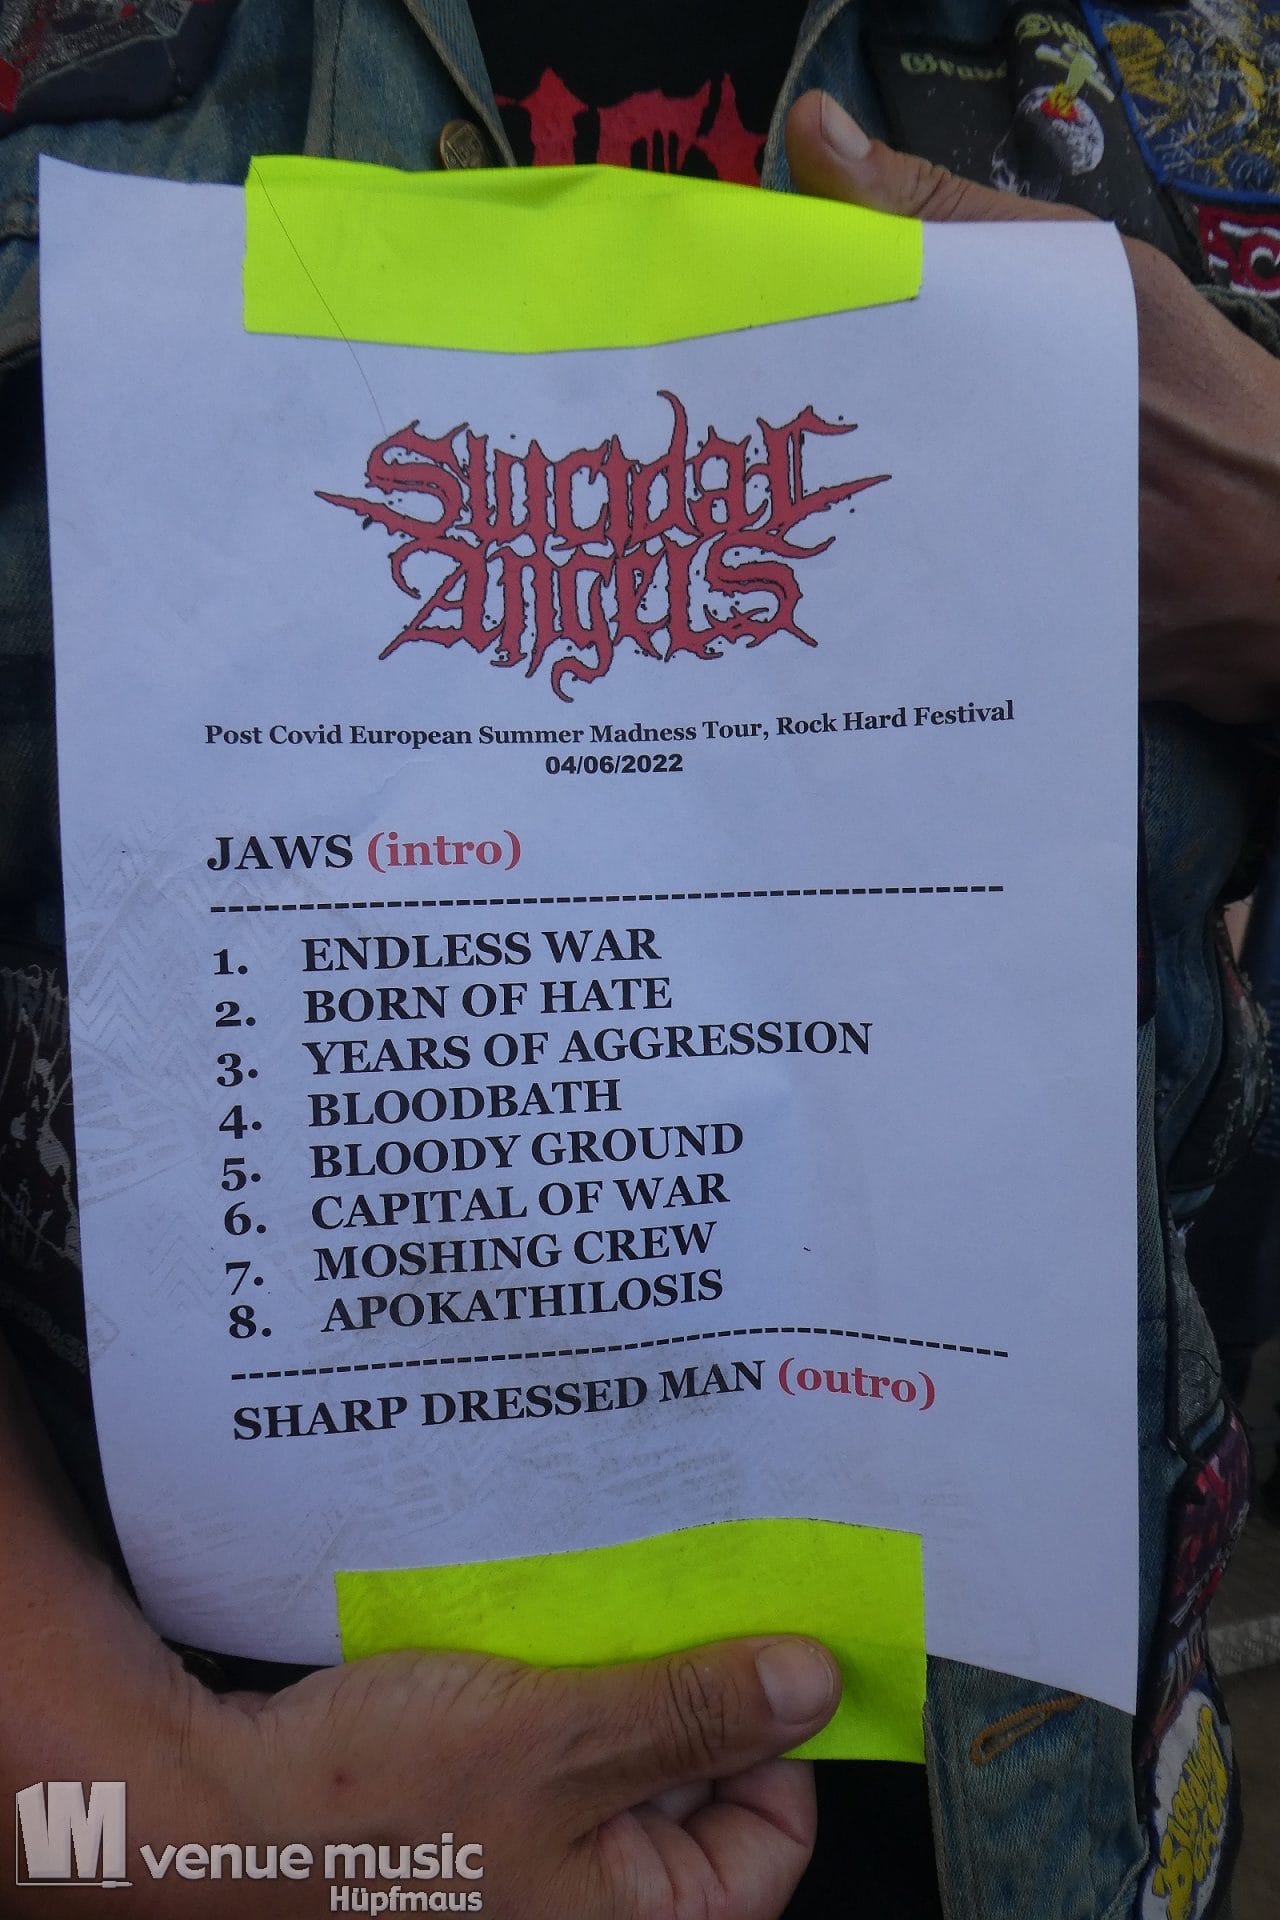 Suicidal
Angels
Post Covid European Summer Madness Tour, Rock Hard Festival
04/06/2022
JAWS (intro)
--------------------------------------------
1. ENDLESS WAR
2. BORN OF HATE
3. YEARS OF AGGRESSION
4. BLOODBATH
5. BLOODY GROUND
6. CAPITAL OF WAR
7. MOSHING CREW
8. APOKATHILOSIS
--------------------------------------------
SHARP DRESSED MAN (outro)
venue music
Hüpfmaus